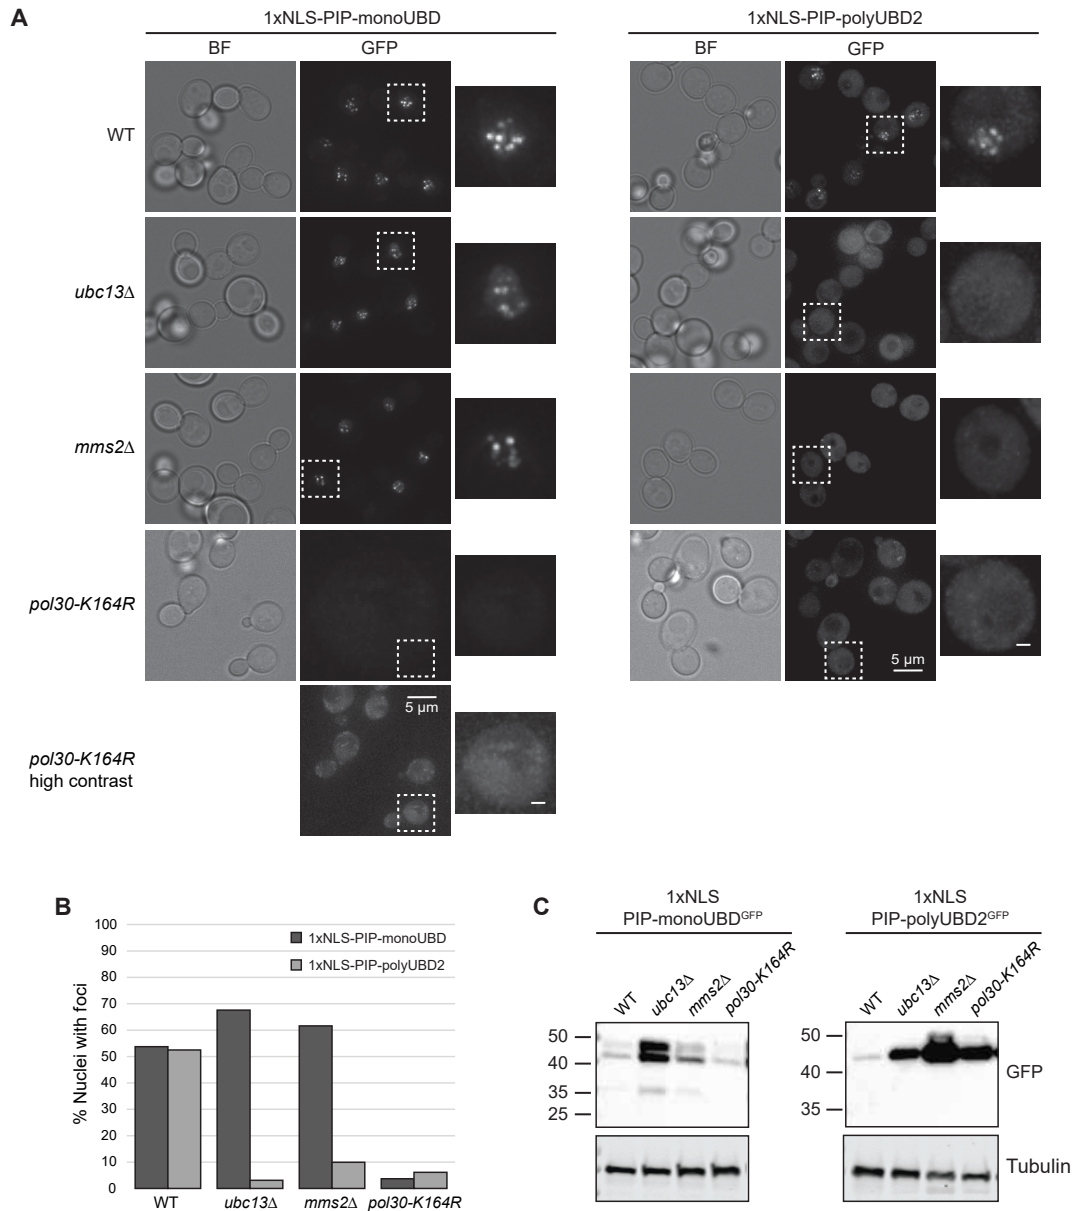 A
1xNLS-PIP-monoUBD
1xNLS-PIP-polyUBD2
BF GFP
BF GFP
WT
ubc13Δ
mms2Δ
pol30-K164R
5 µm
5 µm
pol30-K164R
high contrast
B
100
90
80
70
60
50
40
30
20
10
0
% Nuclei with foci
1xNLS-PIP-monoUBD
1xNLS-PIP-polyUBD2
WT ubc13Δ mms2Δ pol30-K164R
C
1xNLS
PIP-monoUBDGFP
WT ubc13Δ mms2Δ pol30-K164R
50
40
35
25
1xNLS
PIP-polyUBD2GFP
WT ubc13Δ mms2Δ pol30-K164R
50
40
35
GFP
Tubulin